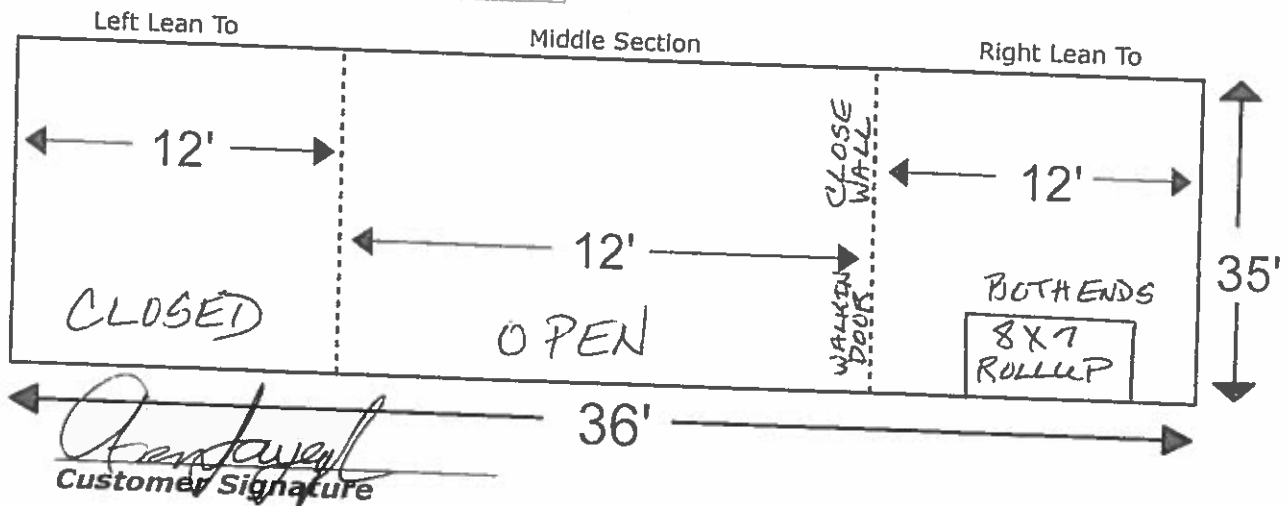 Left Lean To
Middle Section
Right Lean To
12'
12'
12'
CLOSE
WALL
WALKIN
DOOR
35'
CLOSED
OPEN
BOTH ENDS
8X7
ROLLUP
36'
Customer Signature